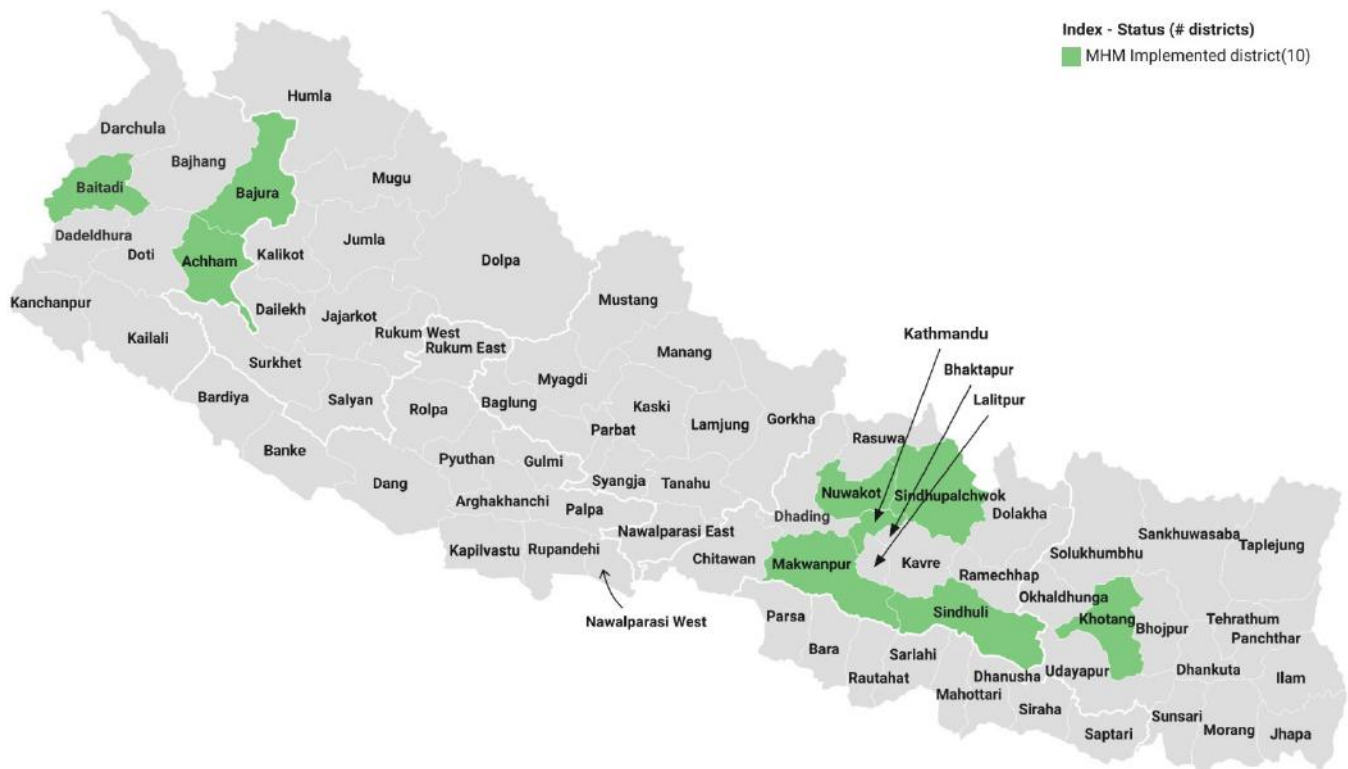 Index - Status (# districts)
MHM Implemented district(10)
Humla
Darchula
Bajhang
Mugu
Baitadi
Bajura
Dadeldhura
Jumla
Doti
Kalikot
Achham
Dolpa
Kanchanpur
Mustang
Dailekh
Jajarkot
Kailali
Rukum West
Kathmandu
Rukum East
Manang
Surkhet
Bhaktapur
Myagdi
Bardiya
Salyan
Lalitpur
Rolpa
Baglung
Kaski
Gorkha
Lamjung
Parbat
Rasuwa
Banke
Pyuthan
Gulmi
Dang
Syangja
Tanahu
Nuwakot
Sindhupalchwok
Arghakhanchi
Palpa
Dhading
Dolakha
Nawalparasi East
Sankhuwasaba
Kapilvastu
Rupandehi
Chitawan
Makwanpur
Kavre
Solukhumbhu
Taplejung
Ramechhap
Okhaldhunga
Sindhuli
Nawalparasi West
Parsa
Khotang
Bhojpur
Tehrathum
Panchthar
Bara
Sarlahi
Rautahat
Dhanusha
Udayapur
Dhankuta
Ilam
Mahottari
Siraha
Sunsari
Saptari
Morang
Jhapa